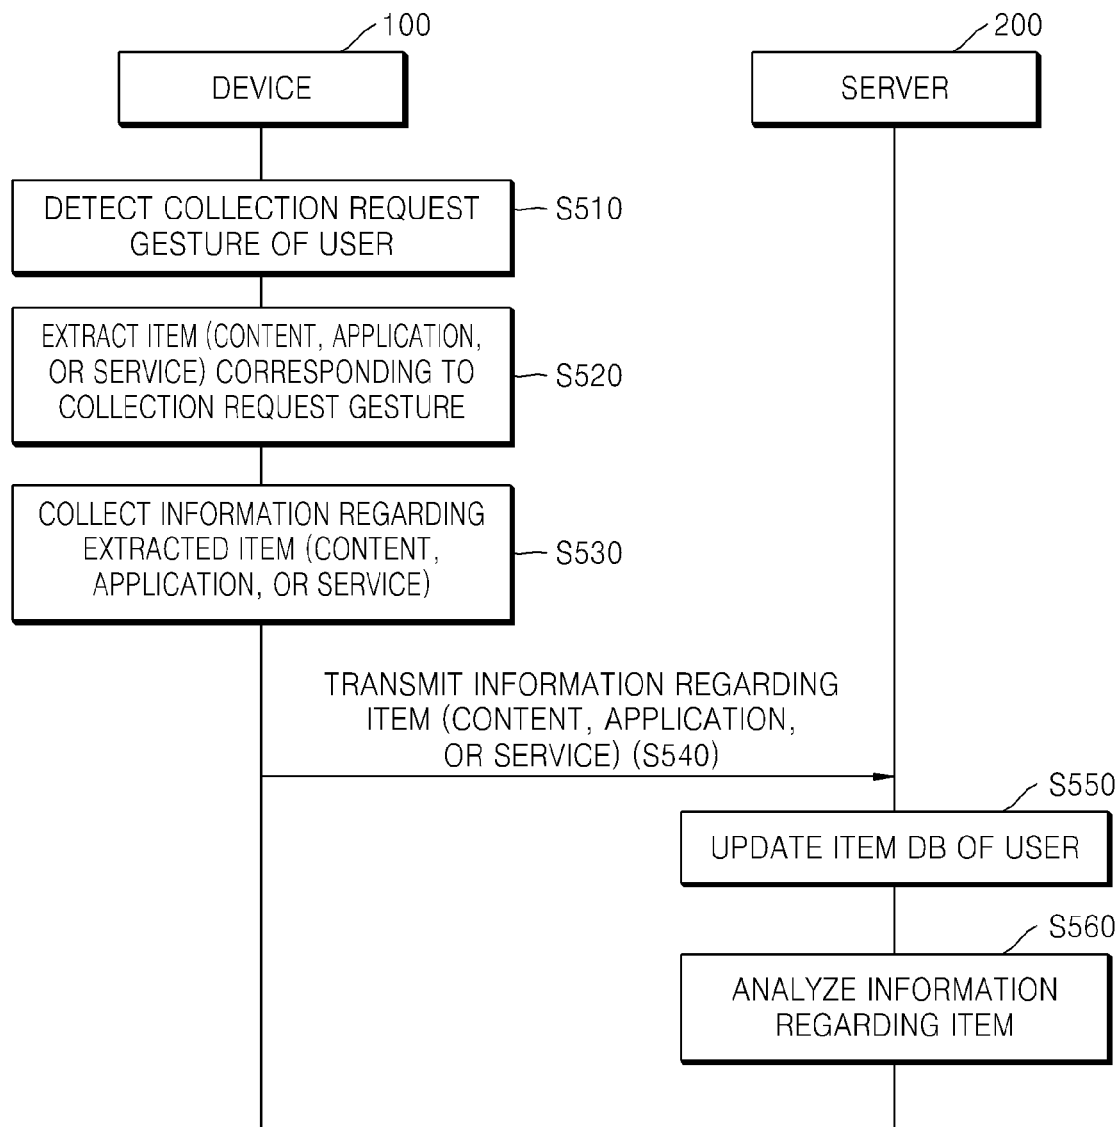 100
200
DEVICE
SERVER
DETECT COLLECTION REQUEST
GESTURE OF USER
S510
EXTRACT ITEM (CONTENT, APPLICATION,
OR SERVICE) CORRESPONDING TO
COLLECTION REQUEST GESTURE
S520
COLLECT INFORMATION REGARDING
EXTRACTED ITEM (CONTENT,
APPLICATION, OR SERVICE)
S530
TRANSMIT INFORMATION REGARDING
ITEM (CONTENT, APPLICATION,
OR SERVICE) (S540)
S550
UPDATE ITEM DB OF USER
S560
ANALYZE INFORMATION
REGARDING ITEM